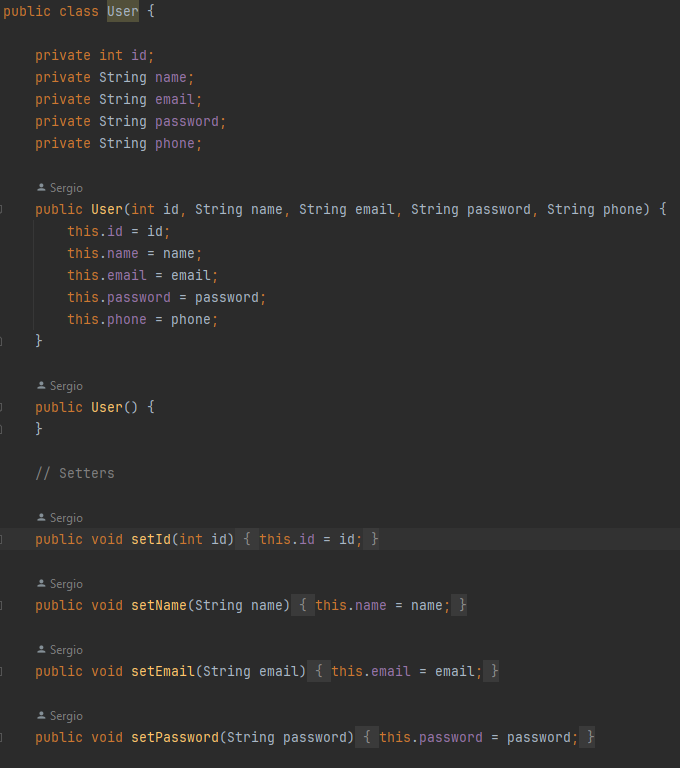 public class User {
private int id;
private String name;
private String email;
private String password;
private String phone;
Sergio
public User(int id, String name, String email, String password, String phone) {
this.id = id;
this.name = name;
this.email = email;
this.password = password;
this.phone = phone;
}
Sergio
public User() {
}
// Setters
Sergio
public void setId(int id) { this.id = id; }
Sergio
public void setName(String name) { this.name = name; }
Sergio
public void setEmail(String email) { this.email = email; }
Sergio
public void setPassword(String password) { this.password = password; }